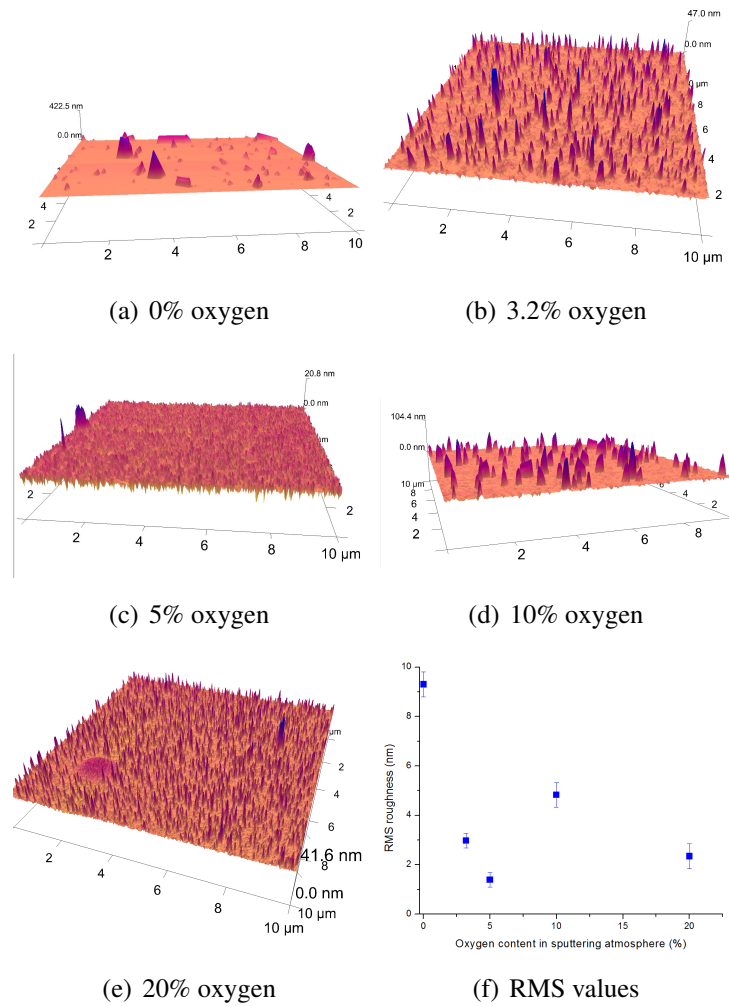 422.5 nm
0.0 nm
4
2
4
2
2
4
6
8
10
47.0 nm
0.0 nm
µm
8
6
4
2
2
4
6
8
10 µm
(a) 0% oxygen
(b) 3.2% oxygen
20.8 nm
0.0 nm
µm
2
2
2
4
6
8
10 µm
104.4 nm
0.0 nm
10 µm
8
6
4
2
6
4
2
2
4
6
8
(c) 5% oxygen
(d) 10% oxygen
µm
2
4
6
8
10 µm
2
4
6
8
10 µm
41.6 nm
0.0 nm
10
8
6
4
2
0
0
5
10
15
20
RMS roughness (nm)
Oxygen content in sputtering atmosphere (%)
(e) 20% oxygen
(f) RMS values